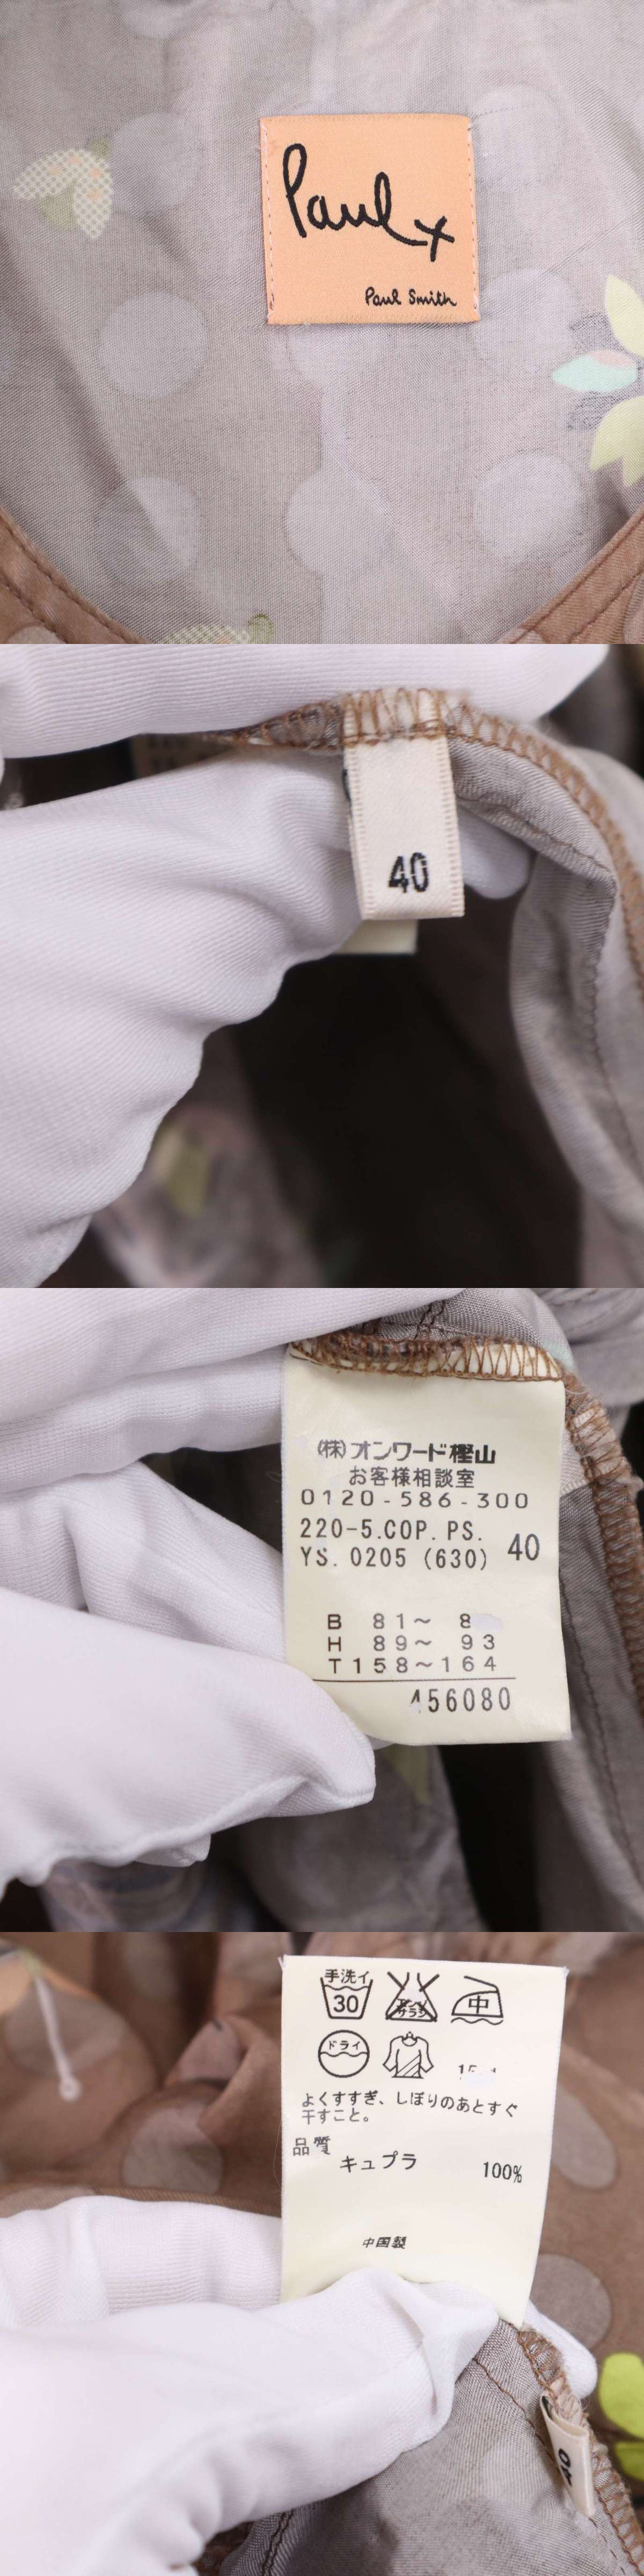 Paul x
Paul Smith
40
(株)オンワード樫山
お客様相談室
0120-586-300
220-5.COP.PS.
YS.0205 (630) 40
B 81~ 8
H 89~ 93
T158~164
456080
手洗イ
30
中
ドライ
よくすすぎ、しぼりのあとすぐ
干すこと。
品質
キュプラ 100%
中国製
40